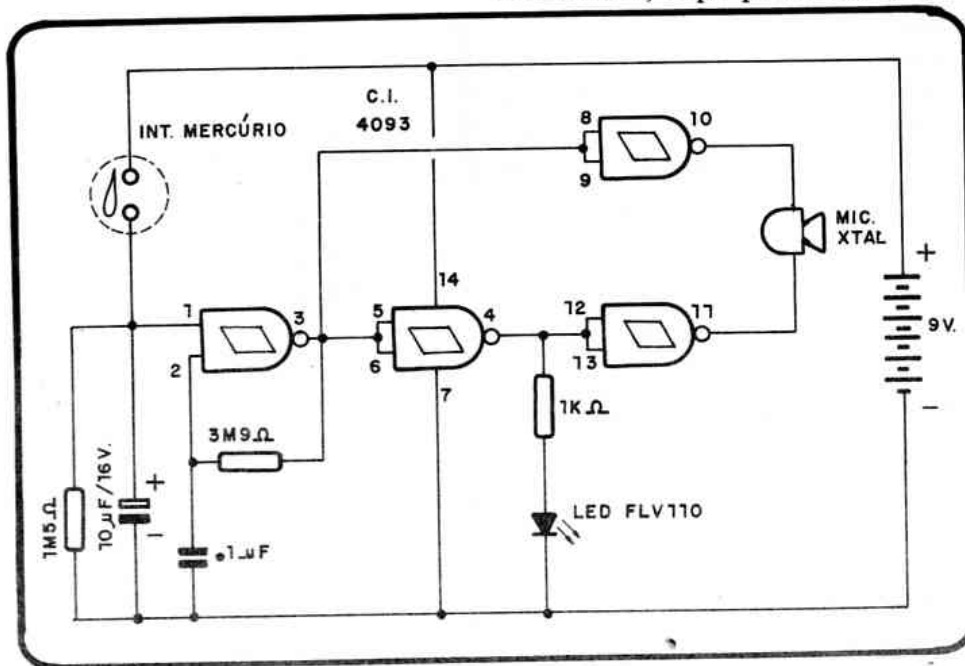 C.I.
4093
INT. MERCÚRIO
8
9
10
MIC.
XTAL
14
+
9V.
-
1
2
3
5
6
4
7
12
13
11
1KΩ
3M9Ω
1M5Ω
10µF/16V.
+
-
.1µF
LED FLV110